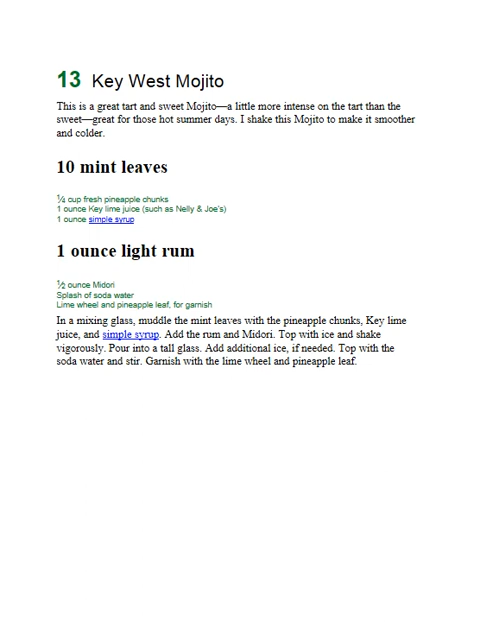 13 Key West Mojito
This is a great tart and sweet Mojito—a little more intense on the tart than the
sweet—great for those hot summer days. I shake this Mojito to make it smoother
and colder.
10 mint leaves
¼ cup fresh pineapple chunks
1 ounce Key lime juice (such as Nelly & Joe's)
1 ounce simple syrup
1 ounce light rum
½ ounce Midori
Splash of soda water
Lime wheel and pineapple leaf, for garnish
In a mixing glass, muddle the mint leaves with the pineapple chunks, Key lime
juice, and simple syrup. Add the rum and Midori. Top with ice and shake
vigorously. Pour into a tall glass. Add additional ice, if needed. Top with the
soda water and stir. Garnish with the lime wheel and pineapple leaf.